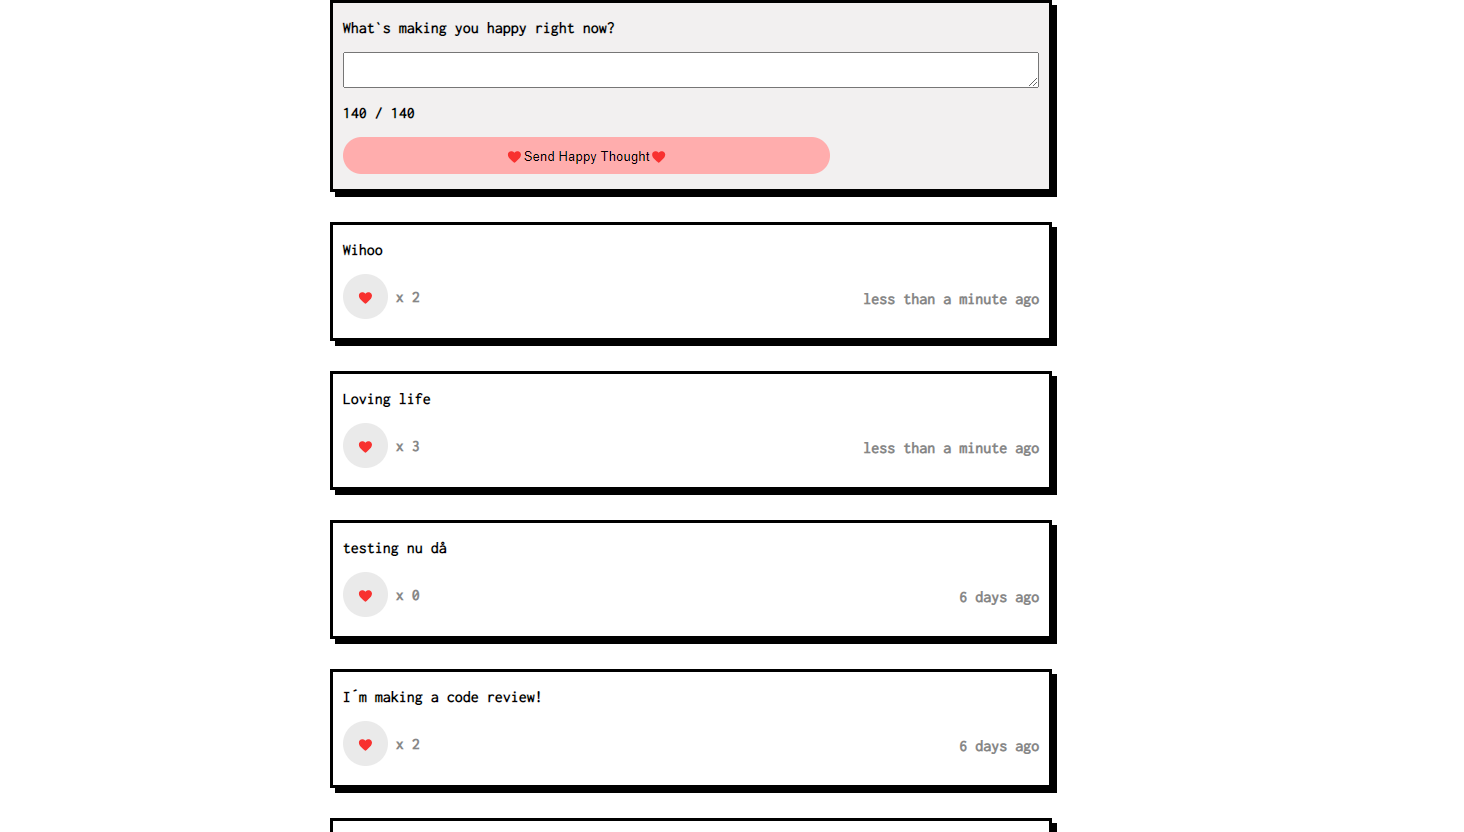 What`s making you happy right now?
140 / 140
Send Happy Thought
Wihoo
x 2
less than a minute ago
Loving life
x 3
less than a minute ago
testing nu då
x 0
6 days ago
I´m making a code review!
x 2
6 days ago